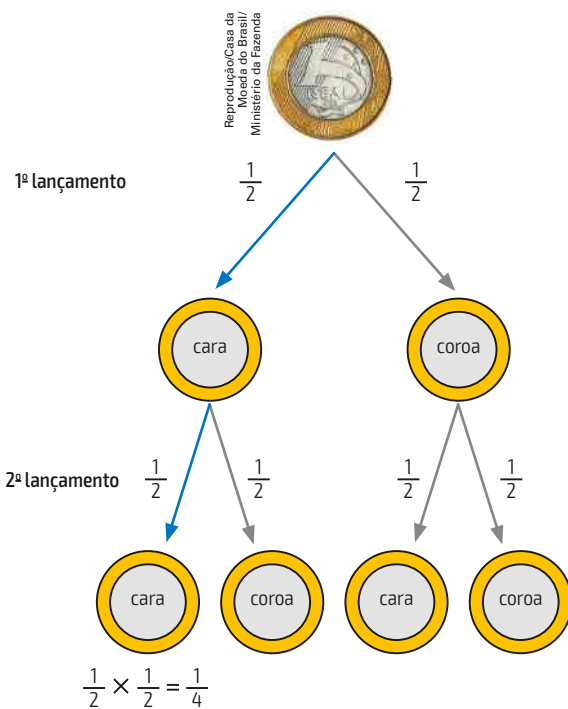 Reprodução/Casa da
Moeda do Brasil/
Ministério da Fazenda
REAL
1º lançamento
1/2 1/2
cara coroa
2º lançamento
1/2 1/2 1/2 1/2
cara coroa cara coroa
1/2 × 1/2 = 1/4